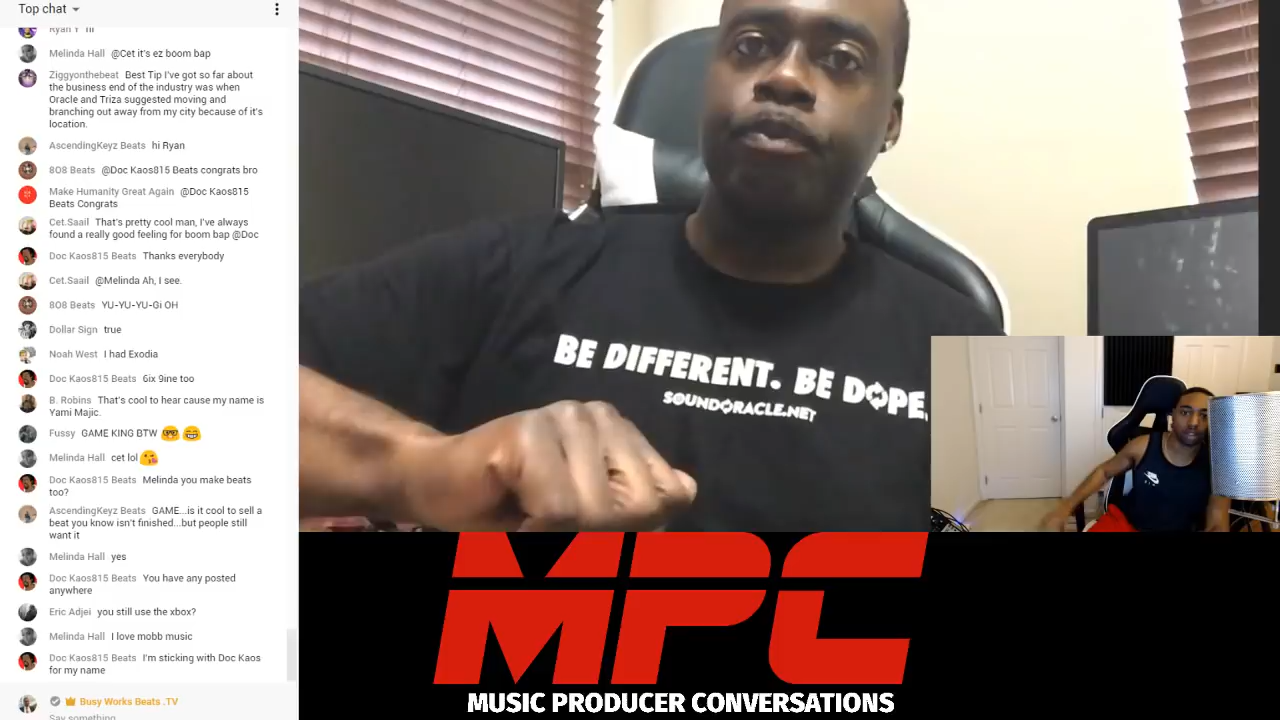 Top chat
Ryan Y hi
Melinda Hall @Cet it's ez boom bap
Ziggyonthebeat Best Tip I've got so far about
the business end of the industry was when
Oracle and Triza suggested moving and
branching out away from my city because of it's
location.
AscendingKeyz Beats hi Ryan
808 Beats @Doc Kaos815 Beats congrats bro
Make Humanity Great Again @Doc Kaos815
Beats Congrats
Cet.Saail That's pretty cool man, I've always
found a really good feeling for boom bap @Doc
Doc Kaos815 Beats Thanks everybody
Cet.Saail @Melinda Ah, I see.
808 Beats YU-YU-YU-Gi OH
Dollar Sign true
Noah West I had Exodia
Doc Kaos815 Beats 6ix 9ine too
B. Robins That's cool to hear cause my name is
Yami Majic.
Fussy GAME KING BTW
Melinda Hall cet lol
Doc Kaos815 Beats Melinda you make beats
too?
AscendingKeyz Beats GAME...is it cool to sell a
beat you know isn't finished...but people still
want it
Melinda Hall yes
Doc Kaos815 Beats You have any posted
anywhere
Eric Adjei you still use the xbox?
Melinda Hall I love mobb music
Doc Kaos815 Beats I'm sticking with Doc Kaos
for my name
Busy Works Beats .TV
Say something
BE DIFFERENT. BE DOPE.
SOUNDORACLE.NET
MPC
MUSIC PRODUCER CONVERSATIONS